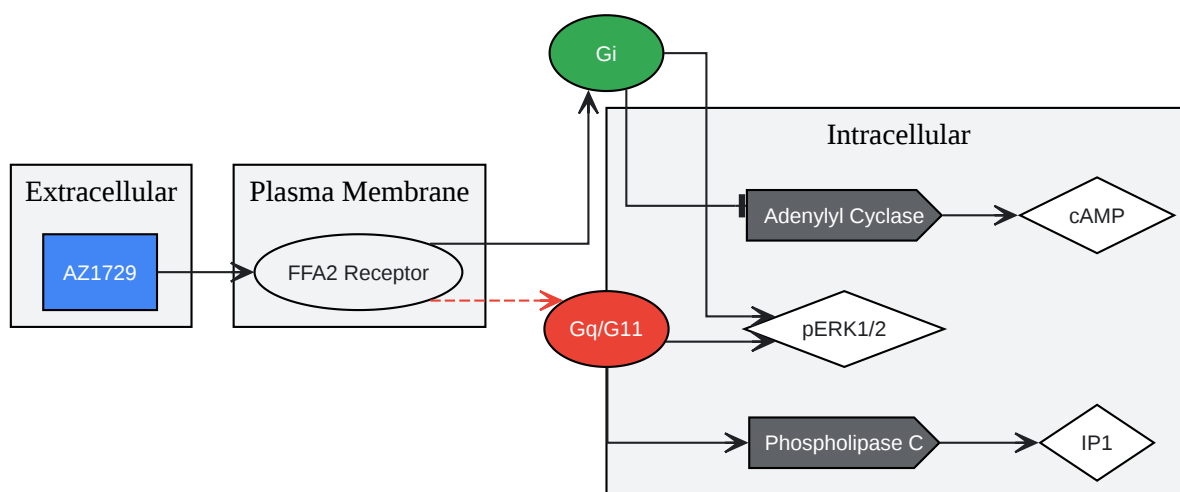 Gi
Intracellular
Extracellular
Plasma Membrane
Adenylyl Cyclase
cAMP
AZ1729
FFA2 Receptor
Gq/G11
pERK1/2
Phospholipase C
IP1